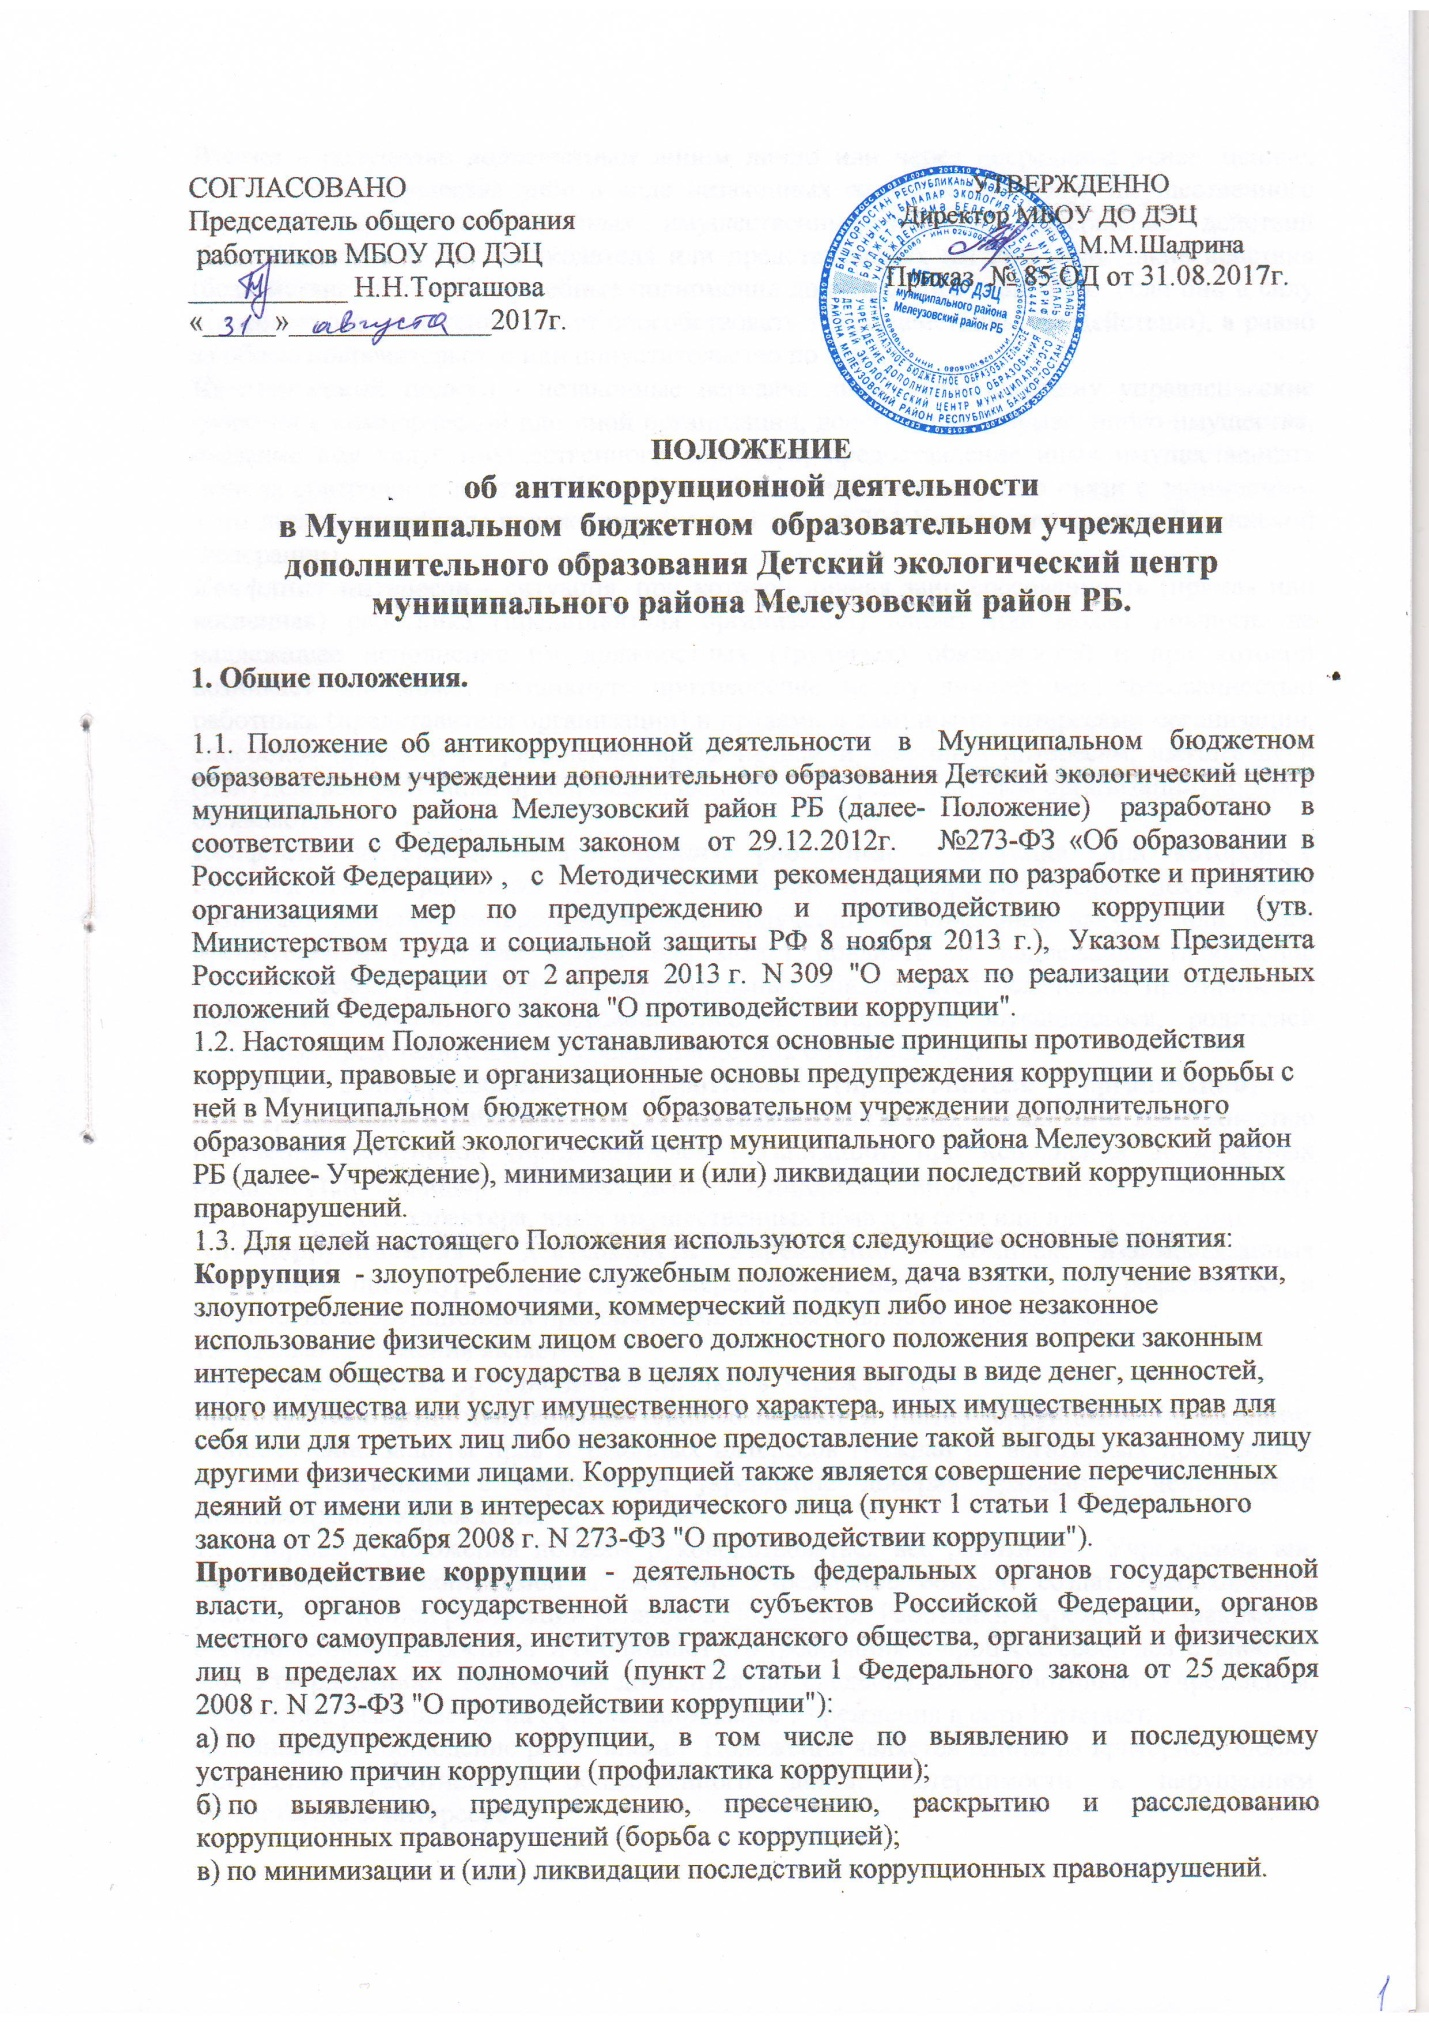 СОГЛАСОВАНО
Председатель общего собрания
работников МБОУ ДО ДЭЦ
____________ Н.Н.Торгашова
«_31_» _августа___2017г.
УТВЕРЖДЕННО
Директор МБОУ ДО ДЭЦ
М.М.Шадрина
Приказ № 85-ОД от 31.08.2017г.
МБОУ ДО ДЭЦ
муниципального района
Мелеузовский район РБ
ПОЛОЖЕНИЕ
об антикоррупционной деятельности
в Муниципальном бюджетном образовательном учреждении
дополнительного образования Детский экологический центр
муниципального района Мелеузовский район РБ.
1. Общие положения.
1.1. Положение об антикоррупционной деятельности в Муниципальном бюджетном
образовательном учреждении дополнительного образования Детский экологический центр
муниципального района Мелеузовский район РБ (далее- Положение) разработано в
соответствии с Федеральным законом от 29.12.2012г. №273-ФЗ «Об образовании в
Российской Федерации» , с Методическими рекомендациями по разработке и принятию
организациями мер по предупреждению и противодействию коррупции (утв.
Министерством труда и социальной защиты РФ 8 ноября 2013 г.), Указом Президента
Российской Федерации от 2 апреля 2013 г. N 309 "О мерах по реализации отдельных
положений Федерального закона "О противодействии коррупции".
1.2. Настоящим Положением устанавливаются основные принципы противодействия
коррупции, правовые и организационные основы предупреждения коррупции и борьбы с
ней в Муниципальном бюджетном образовательном учреждении дополнительного
образования Детский экологический центр муниципального района Мелеузовский район
РБ (далее- Учреждение), минимизации и (или) ликвидации последствий коррупционных
правонарушений.
1.3. Для целей настоящего Положения используются следующие основные понятия:
Коррупция - злоупотребление служебным положением, дача взятки, получение взятки,
злоупотребление полномочиями, коммерческий подкуп либо иное незаконное
использование физическим лицом своего должностного положения вопреки законным
интересам общества и государства в целях получения выгоды в виде денег, ценностей,
иного имущества или услуг имущественного характера, иных имущественных прав для
себя или для третьих лиц либо незаконное предоставление такой выгоды указанному лицу
другими физическими лицами. Коррупцией также является совершение перечисленных
деяний от имени или в интересах юридического лица (пункт 1 статьи 1 Федерального
закона от 25 декабря 2008 г. N 273-ФЗ "О противодействии коррупции").
Противодействие коррупции - деятельность федеральных органов государственной
власти, органов государственной власти субъектов Российской Федерации, органов
местного самоуправления, институтов гражданского общества, организаций и физических
лиц в пределах их полномочий (пункт 2 статьи 1 Федерального закона от 25 декабря
2008 г. N 273-ФЗ "О противодействии коррупции"):
а) по предупреждению коррупции, в том числе по выявлению и последующему
устранению причин коррупции (профилактика коррупции);
б) по выявлению, предупреждению, пресечению, раскрытию и расследованию
коррупционных правонарушений (борьба с коррупцией);
в) по минимизации и (или) ликвидации последствий коррупционных правонарушений.
1